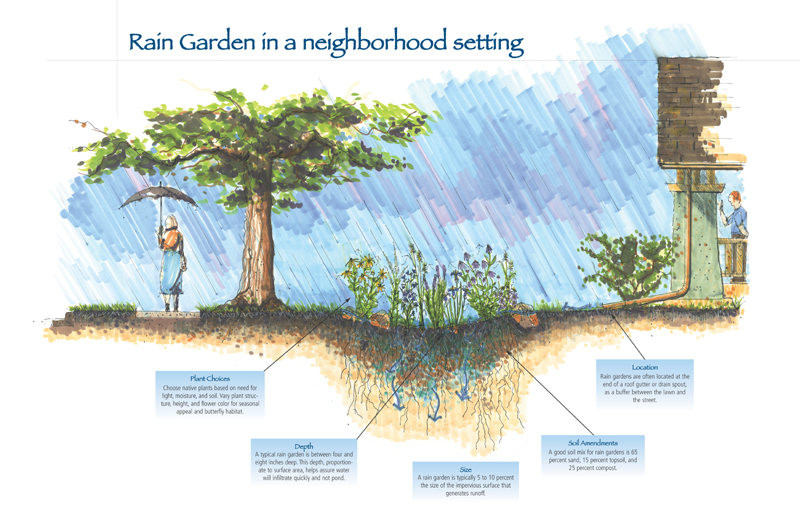 Rain Garden in a neighborhood setting
Plant Choices
Choose native plants based on need for
light, moisture, and soil. Vary plant struc-
ture, height, and flower color for seasonal
appeal and butterfly habitat.
Location
Rain gardens are often located at the
end of a roof gutter or drain spout,
as a buffer between the lawn and
the street.
Depth
A typical rain garden is between four and
eight inches deep. This depth, proportion-
ate to surface area, helps assure water
will infiltrate quickly and not pond.
Size
A rain garden is typically 5 to 10 percent
the size of the impervious surface that
generates runoff.
Soil Amendments
A good soil mix for rain gardens is 65
percent sand, 15 percent topsoil, and
25 percent compost.